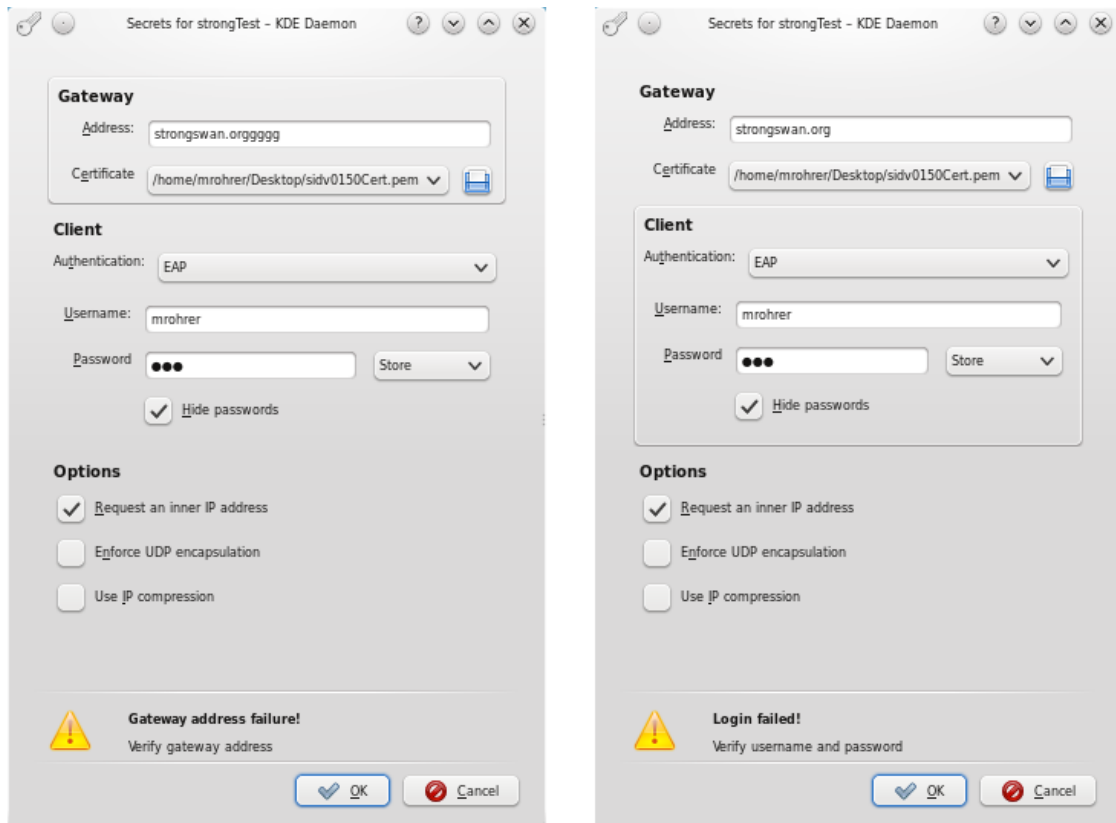 Secrets for strongTest – KDE Daemon
Gateway
Address: strongswan.orggggg
Certificate /home/mrohrer/Desktop/sidv0150Cert.pem
Client
Authentication: EAP
Username: mrohrer
Password ●●● Store
Hide passwords
Options
Request an inner IP address
Enforce UDP encapsulation
Use IP compression
Gateway address failure!
Verify gateway address
OK Cancel
Secrets for strongTest – KDE Daemon
Gateway
Address: strongswan.org
Certificate /home/mrohrer/Desktop/sidv0150Cert.pem
Client
Authentication: EAP
Username: mrohrer
Password ●●● Store
Hide passwords
Options
Request an inner IP address
Enforce UDP encapsulation
Use IP compression
Login failed!
Verify username and password
OK Cancel